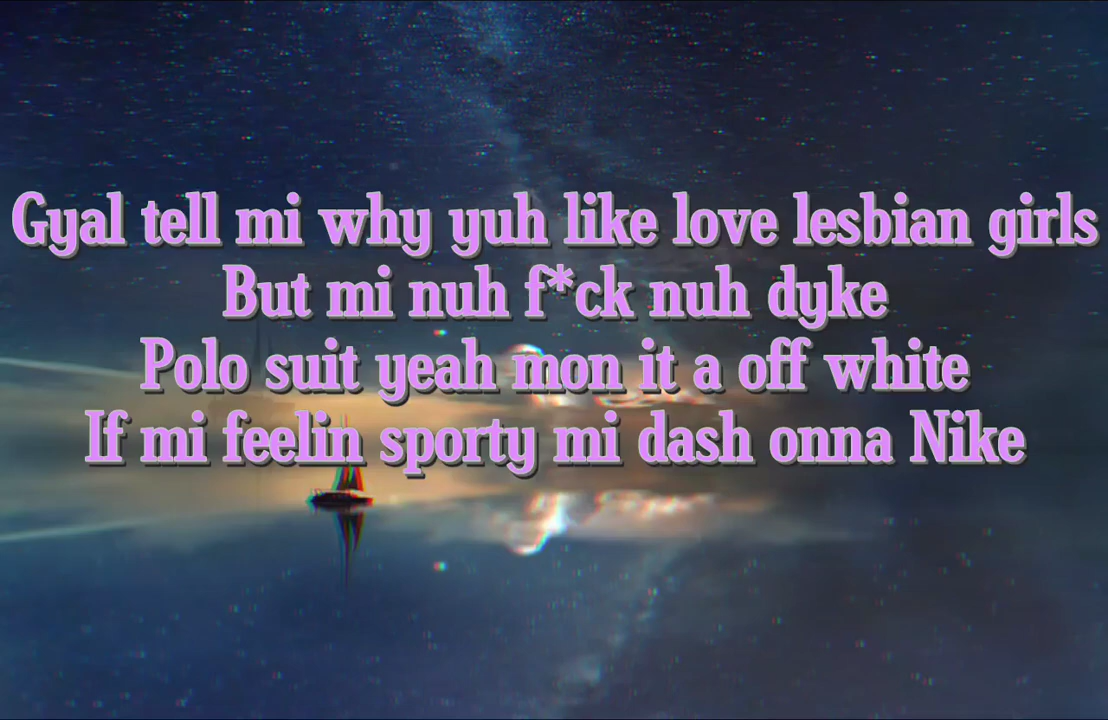 Gyal tell mi why yuh like love lesbian girls
But mi nuh f*ck nuh dyke
Polo suit yeah mon it a off white
If mi feelin sporty mi dash onna Nike